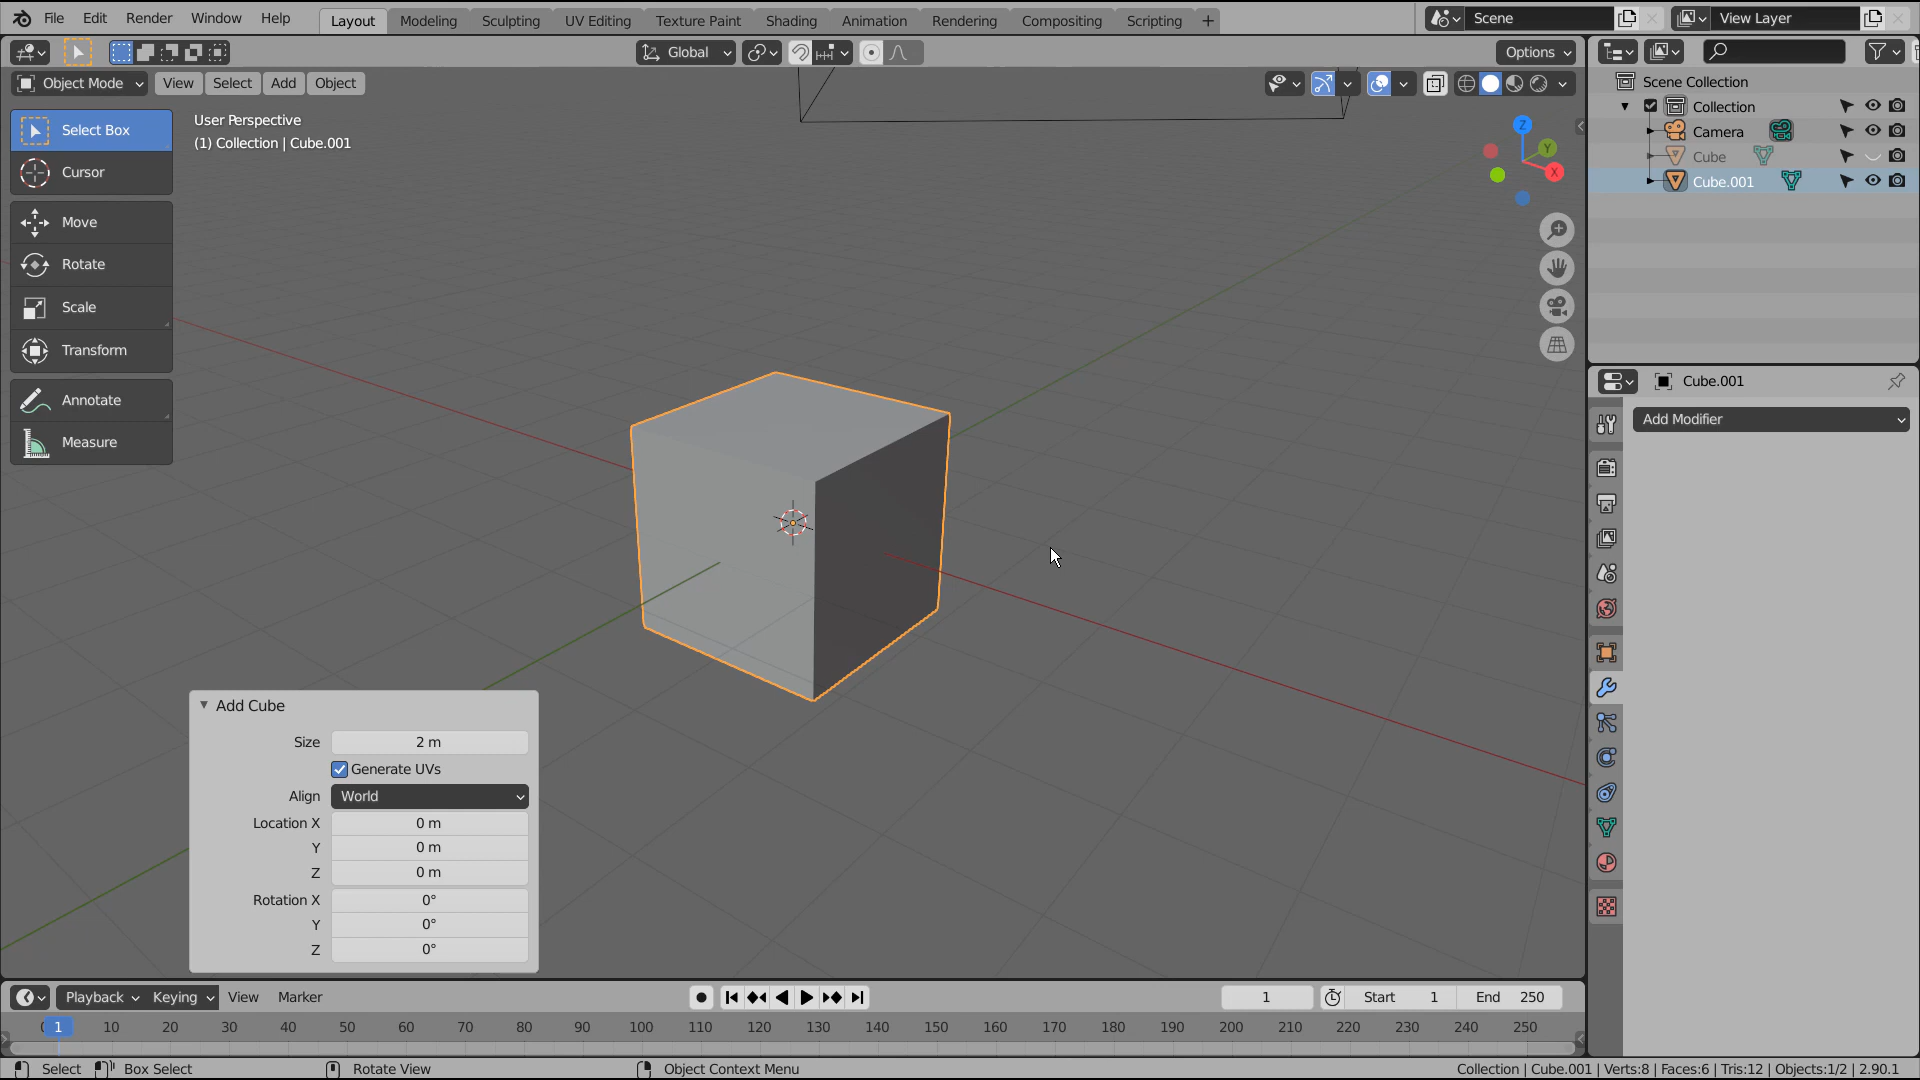 File Edit Render Window Help Layout Modeling Sculpting UV Editing Texture Paint Shading Animation Rendering Compositing Scripting + Scene View Layer
Global Options
Object Mode View Select Add Object
Select Box
Cursor
Move
Rotate
Scale
Transform
Annotate
Measure
User Perspective
(1) Collection | Cube.001
Z
Y
X
Scene Collection
Collection
Camera
Cube
Cube.001
Cube.001
Add Modifier
Add Cube
Size 2 m
Generate UVs
Align World
Location X 0 m
Y 0 m
Z 0 m
Rotation X 0°
Y 0°
Z 0°
Playback Keying View Marker 1 Start 1 End 250
1 10 20 30 40 50 60 70 80 90 100 110 120 130 140 150 160 170 180 190 200 210 220 230 240 250
Select Box Select Rotate View Object Context Menu Collection | Cube.001 | Verts:8 | Faces:6 | Tris:12 | Objects:1/2 | 2.90.1